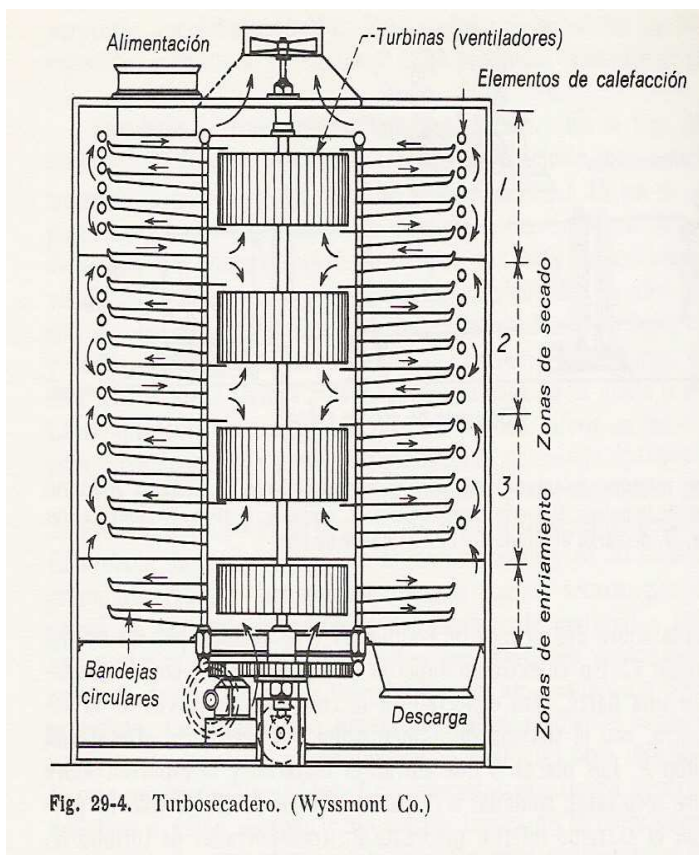 Alimentación
Turbinas (ventiladores)
Elementos de calefacción
1
2
3
Zonas de secado
Zonas de enfriamiento
Bandejas
circulares
Descarga
Fig. 29-4. Turbosecadero. (Wyssmont Co.)